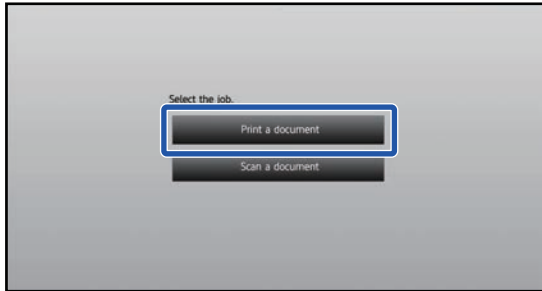 Select the job.
Print a document
Scan a document